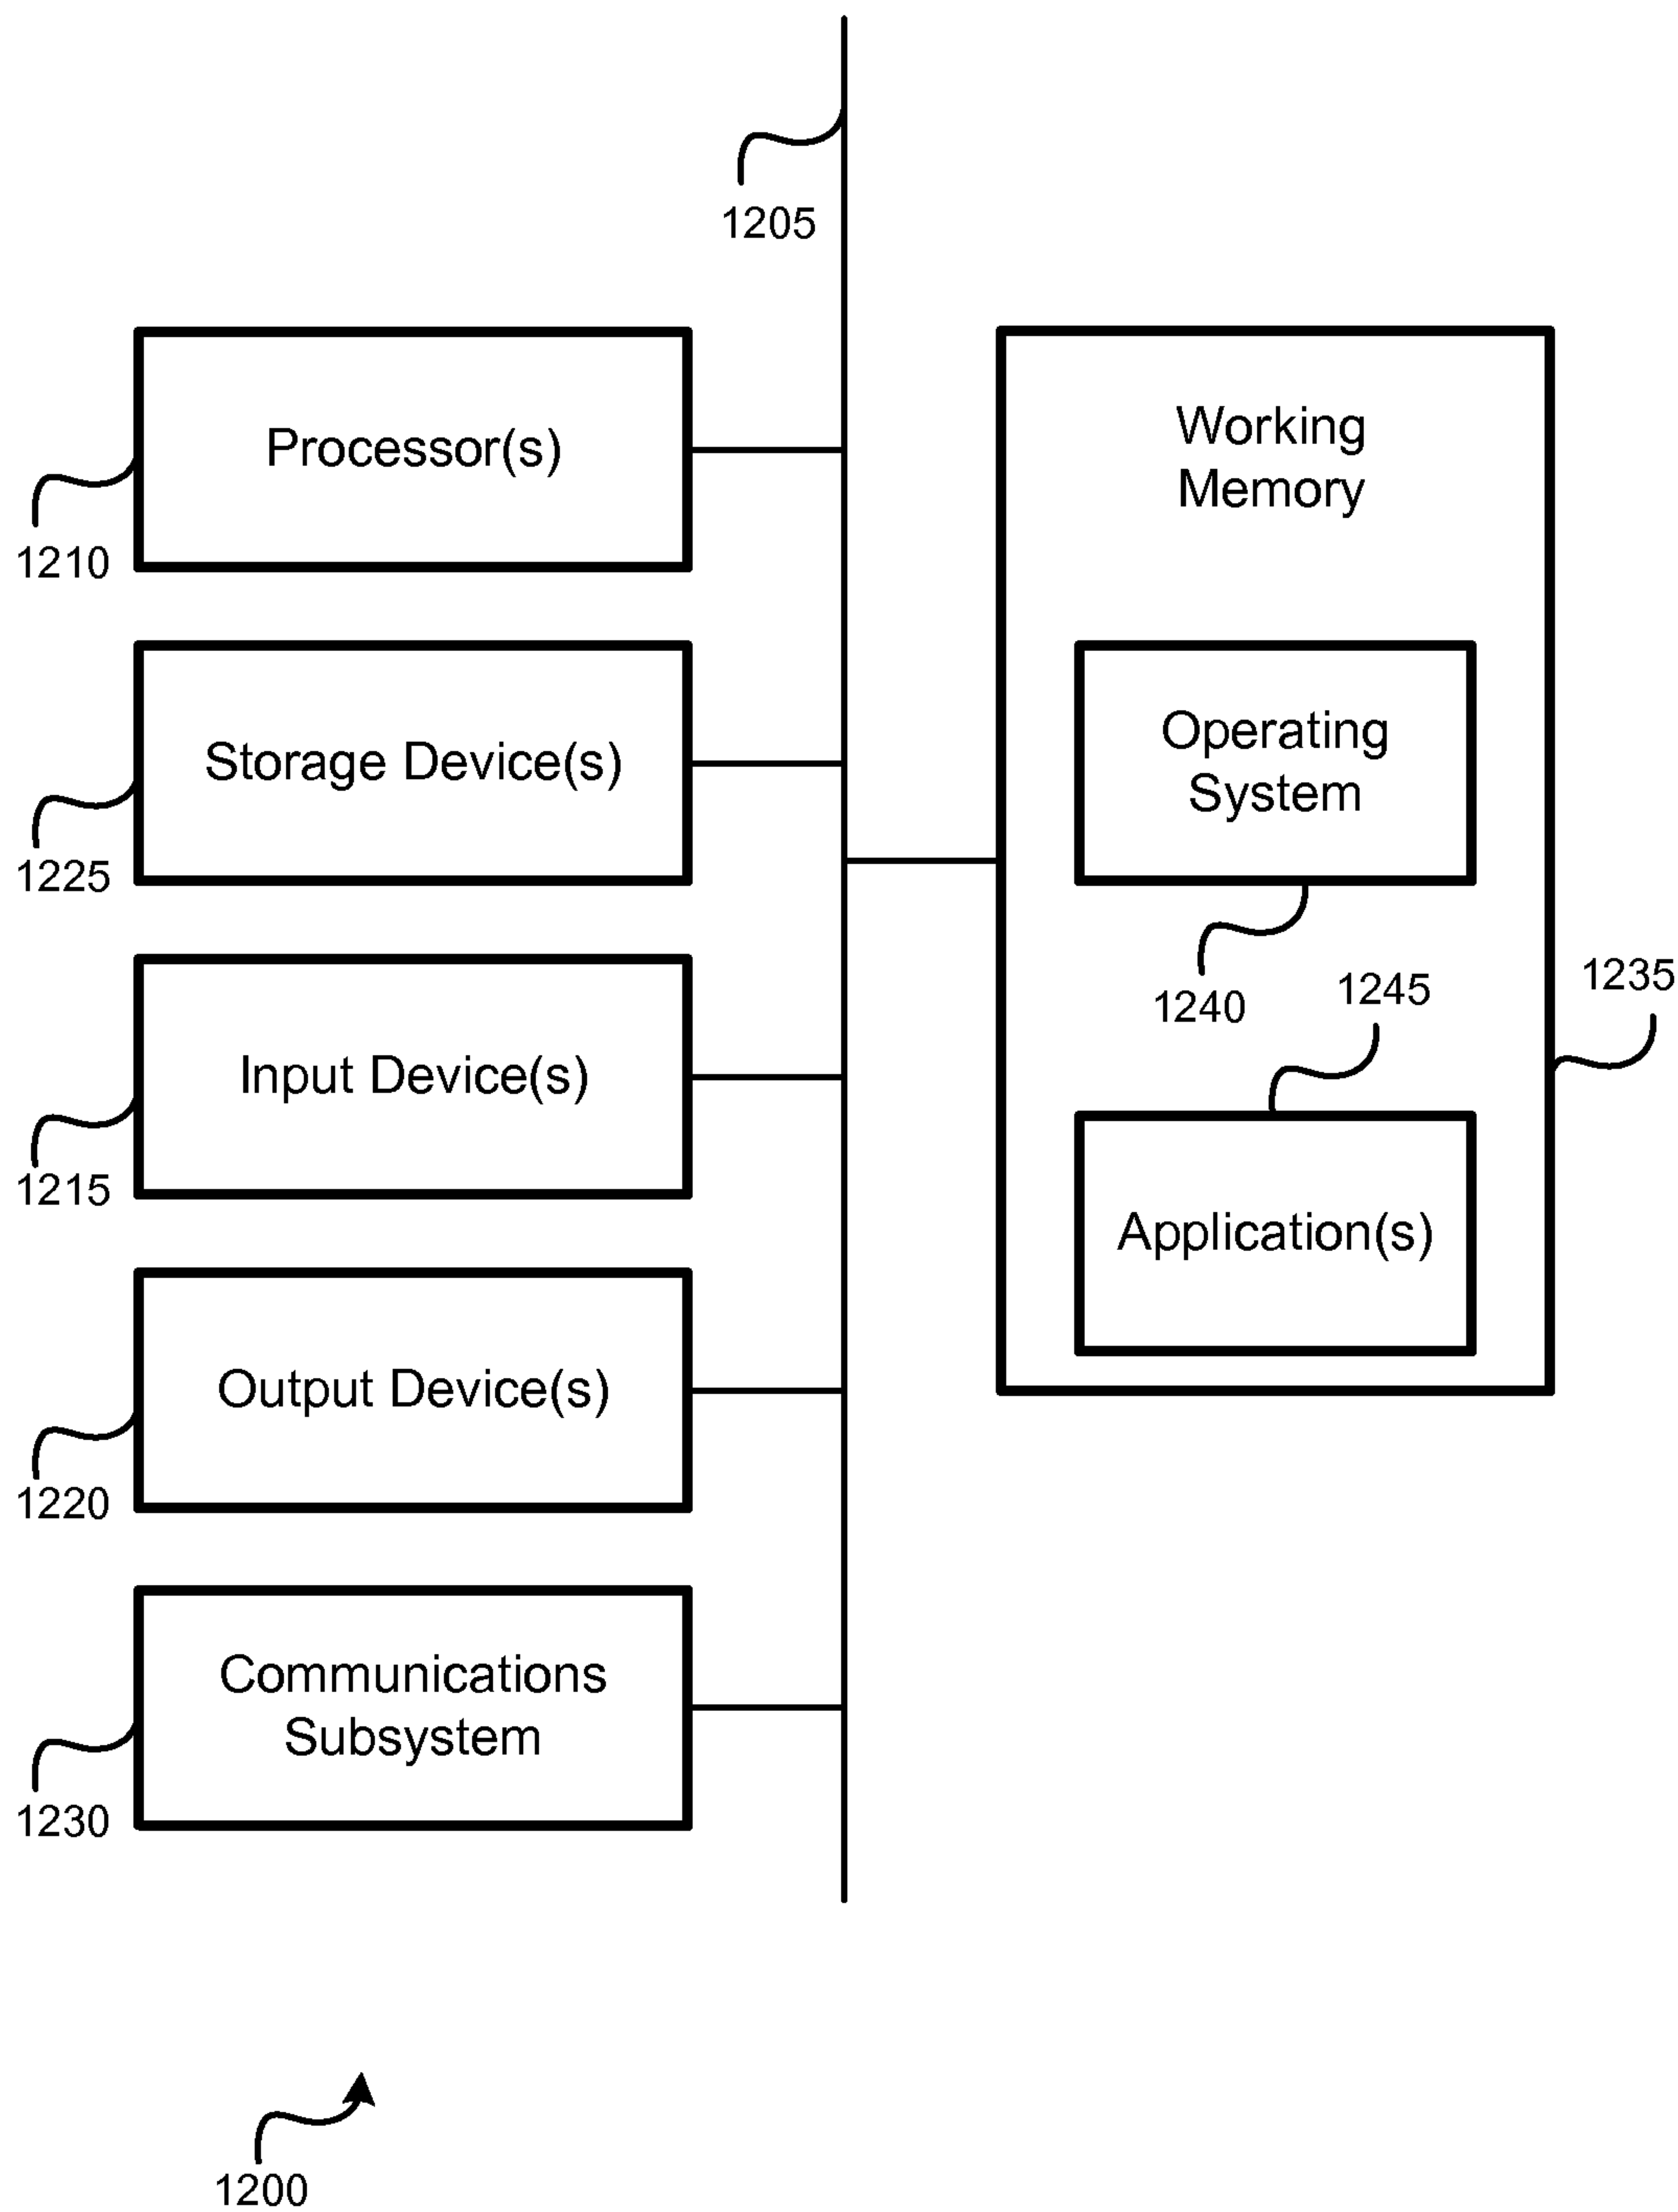 1205
Processor(s)
1210
Storage Device(s)
1225
Input Device(s)
1215
Output Device(s)
1220
Communications
Subsystem
1230
Working
Memory
Operating
System
1240
1245
1235
Application(s)
1200